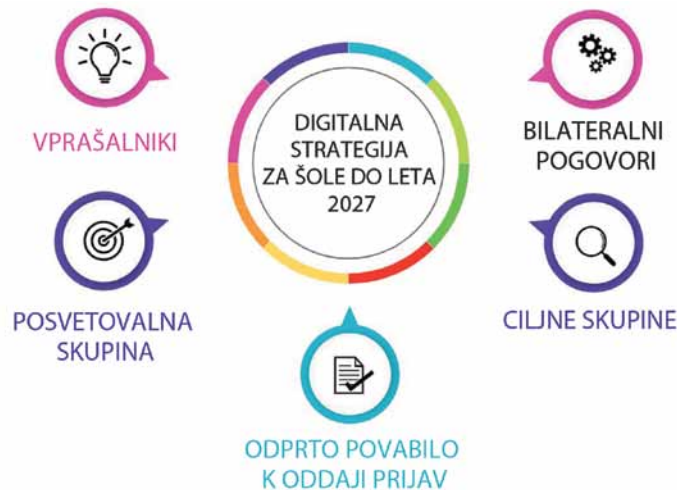 VPRAŠALNIKI
DIGITALNA
STRATEGIJA
ZA ŠOLE DO LETA
2027
BILATERALNI
POGOVORI
POSVETOVALNA
SKUPINA
CILJNE SKUPINE
ODPRTO POVABILO
K ODDAJI PRIJAV